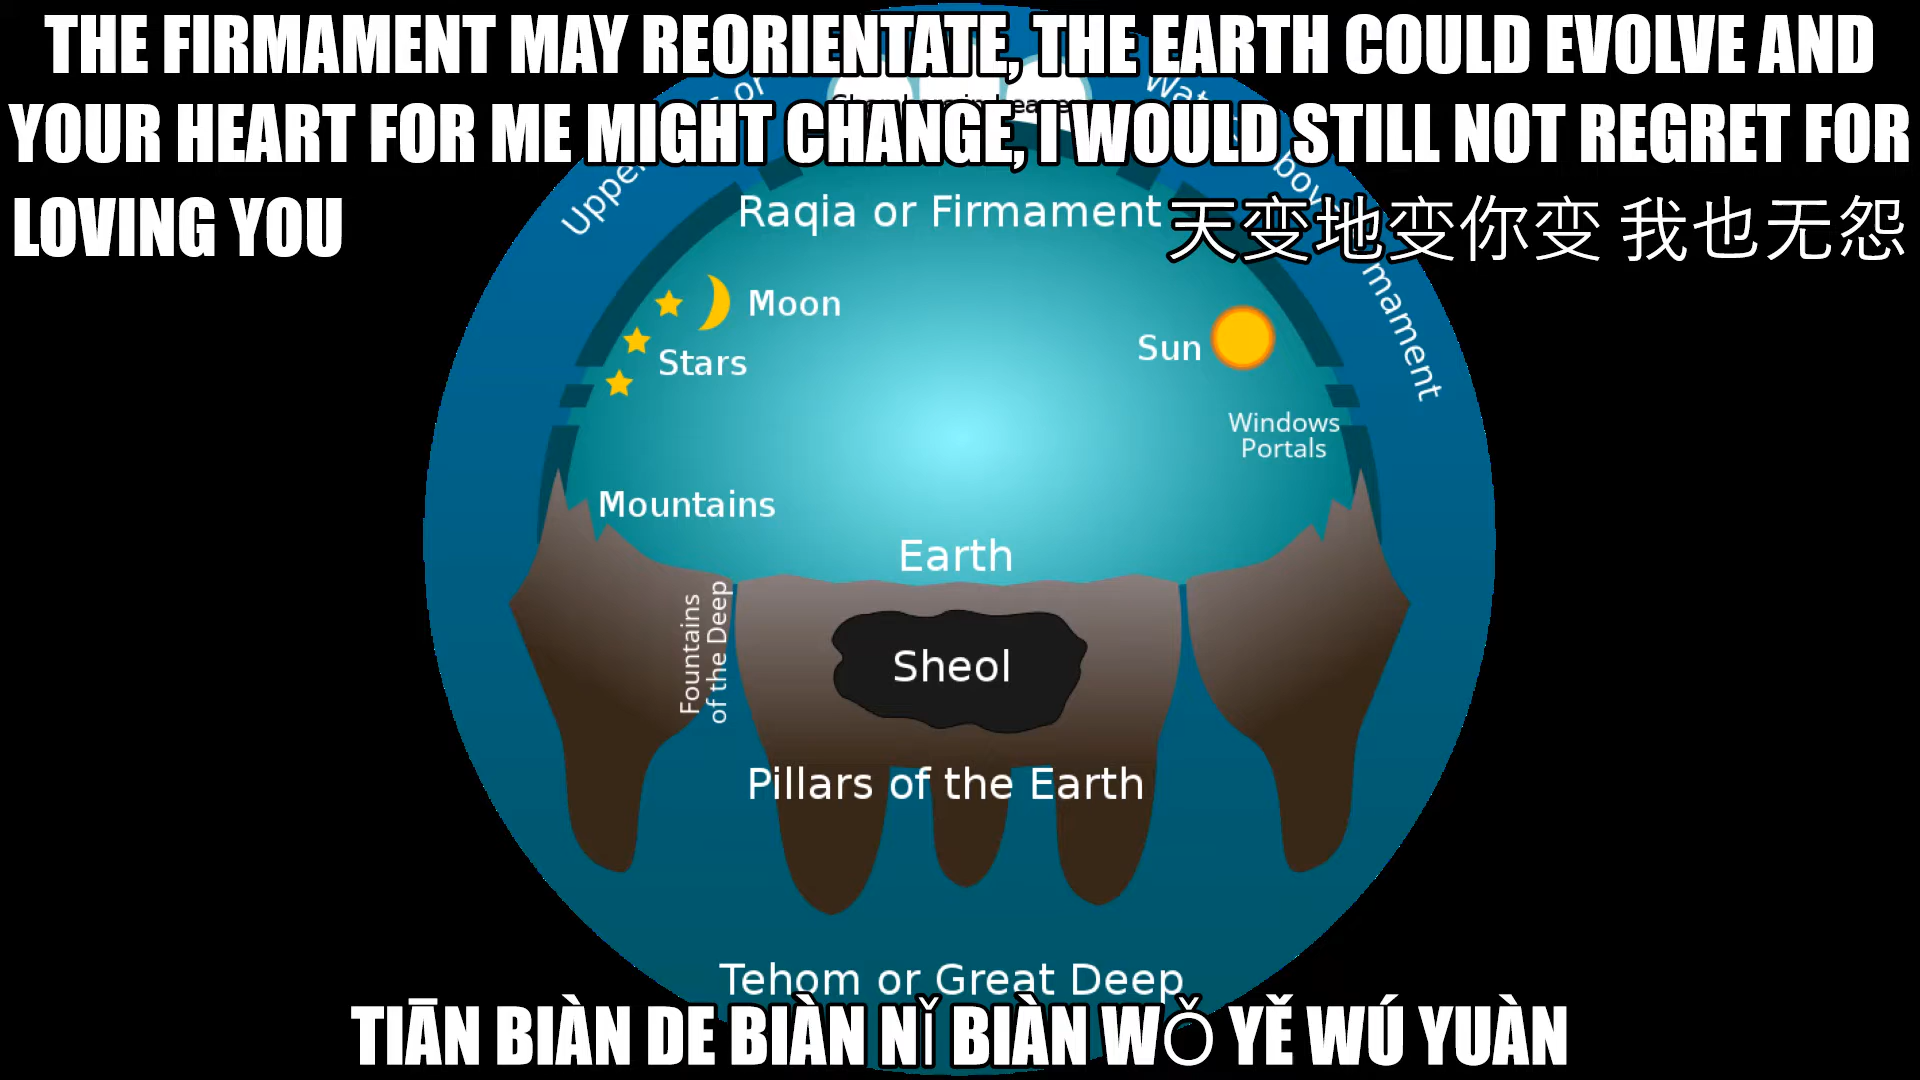 THE FIRMAMENT MAY REORIENTATE, THE EARTH COULD EVOLVE AND
YOUR HEART FOR ME MIGHT CHANGE, I WOULD STILL NOT REGRET FOR
LOVING YOU
天变地变你变 我也无怨
Raqia or Firmament
Moon
Stars
Sun
Windows
Portals
Mountains
Earth
Fountains
of the Deep
Sheol
Pillars of the Earth
Tehom or Great Deep
TIĀN BIÀN DE BIÀN NǏ BIÀN WǑ YĚ WÚ YUÀN